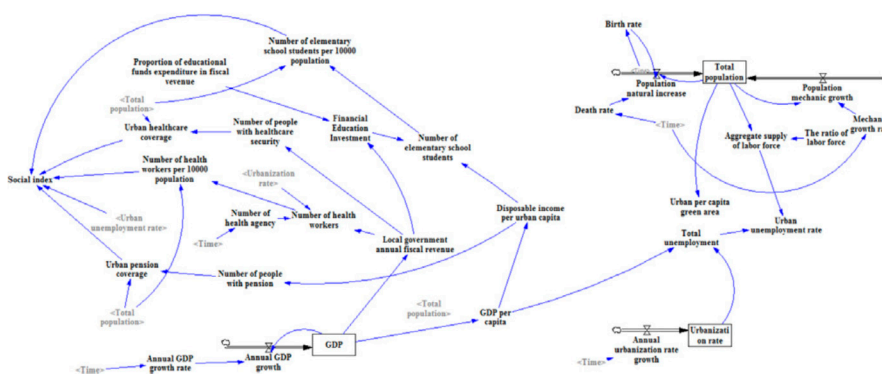 Birth rate
Number of elementary
school students per 10000
population
Proportion of educational
funds expenditure in fiscal
revenue
Total
population
Population
natural increase
Population
mechanic growth
<Total
population>
Death rate
<Time>
Mechanic
growth ra
Urban healthcare
coverage
Number of people
with healthcare
security
Financial
Education
Investment
Number of
elementary school
students
Aggregate supply
of labor force
The ratio of
labor force
Number of health
workers per 10000
population
Social index
<Urbanization
rate>
<Urban
unemployment rate>
Number of
health agency
Number of health
workers
Disposable income
per urban capita
Urban per capita
green area
Urban
unemployment rate
<Time>
Local government
annual fiscal revenue
Total
unemployment
Urban pension
coverage
Number of people
with pension
<Total
population>
<Total
population>
GDP per
capita
GDP
Urbanizati
on rate
Annual
urbanization rate
growth
<Time>
Annual GDP
growth rate
Annual GDP
growth
<Time>